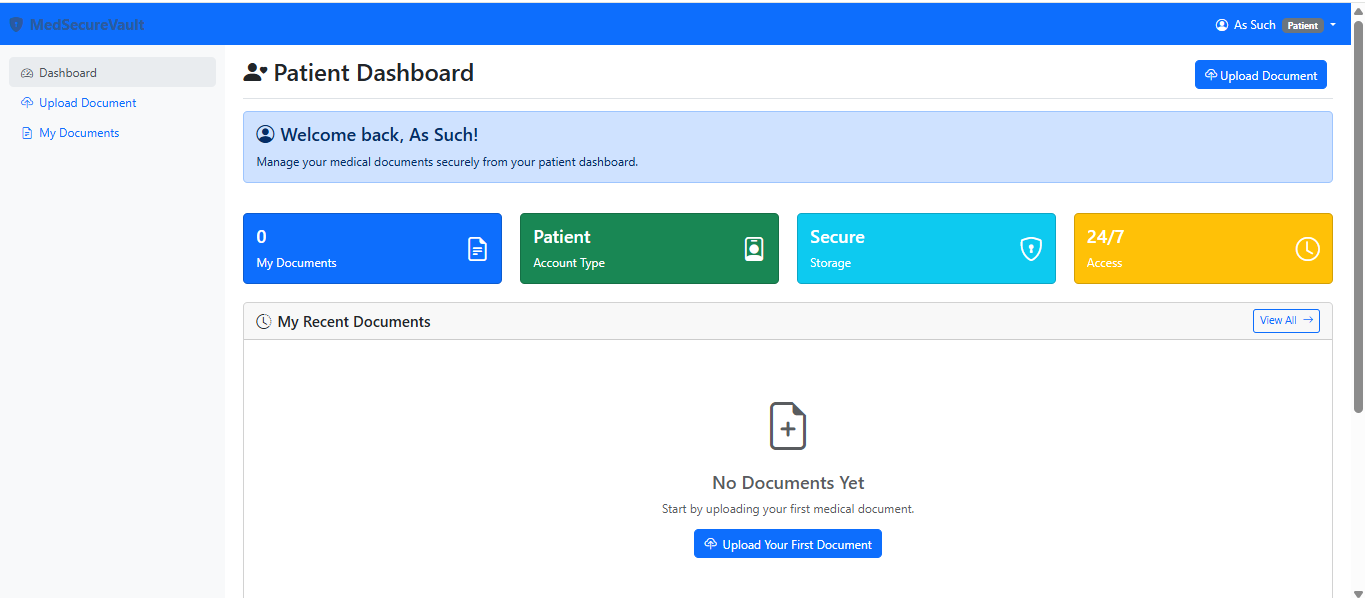 MedSecureVault
As Such Patient
Dashboard
Upload Document
My Documents
Patient Dashboard
Upload Document
Welcome back, As Such!
Manage your medical documents securely from your patient dashboard.
0
My Documents
Patient
Account Type
Secure
Storage
24/7
Access
My Recent Documents
View All
No Documents Yet
Start by uploading your first medical document.
Upload Your First Document